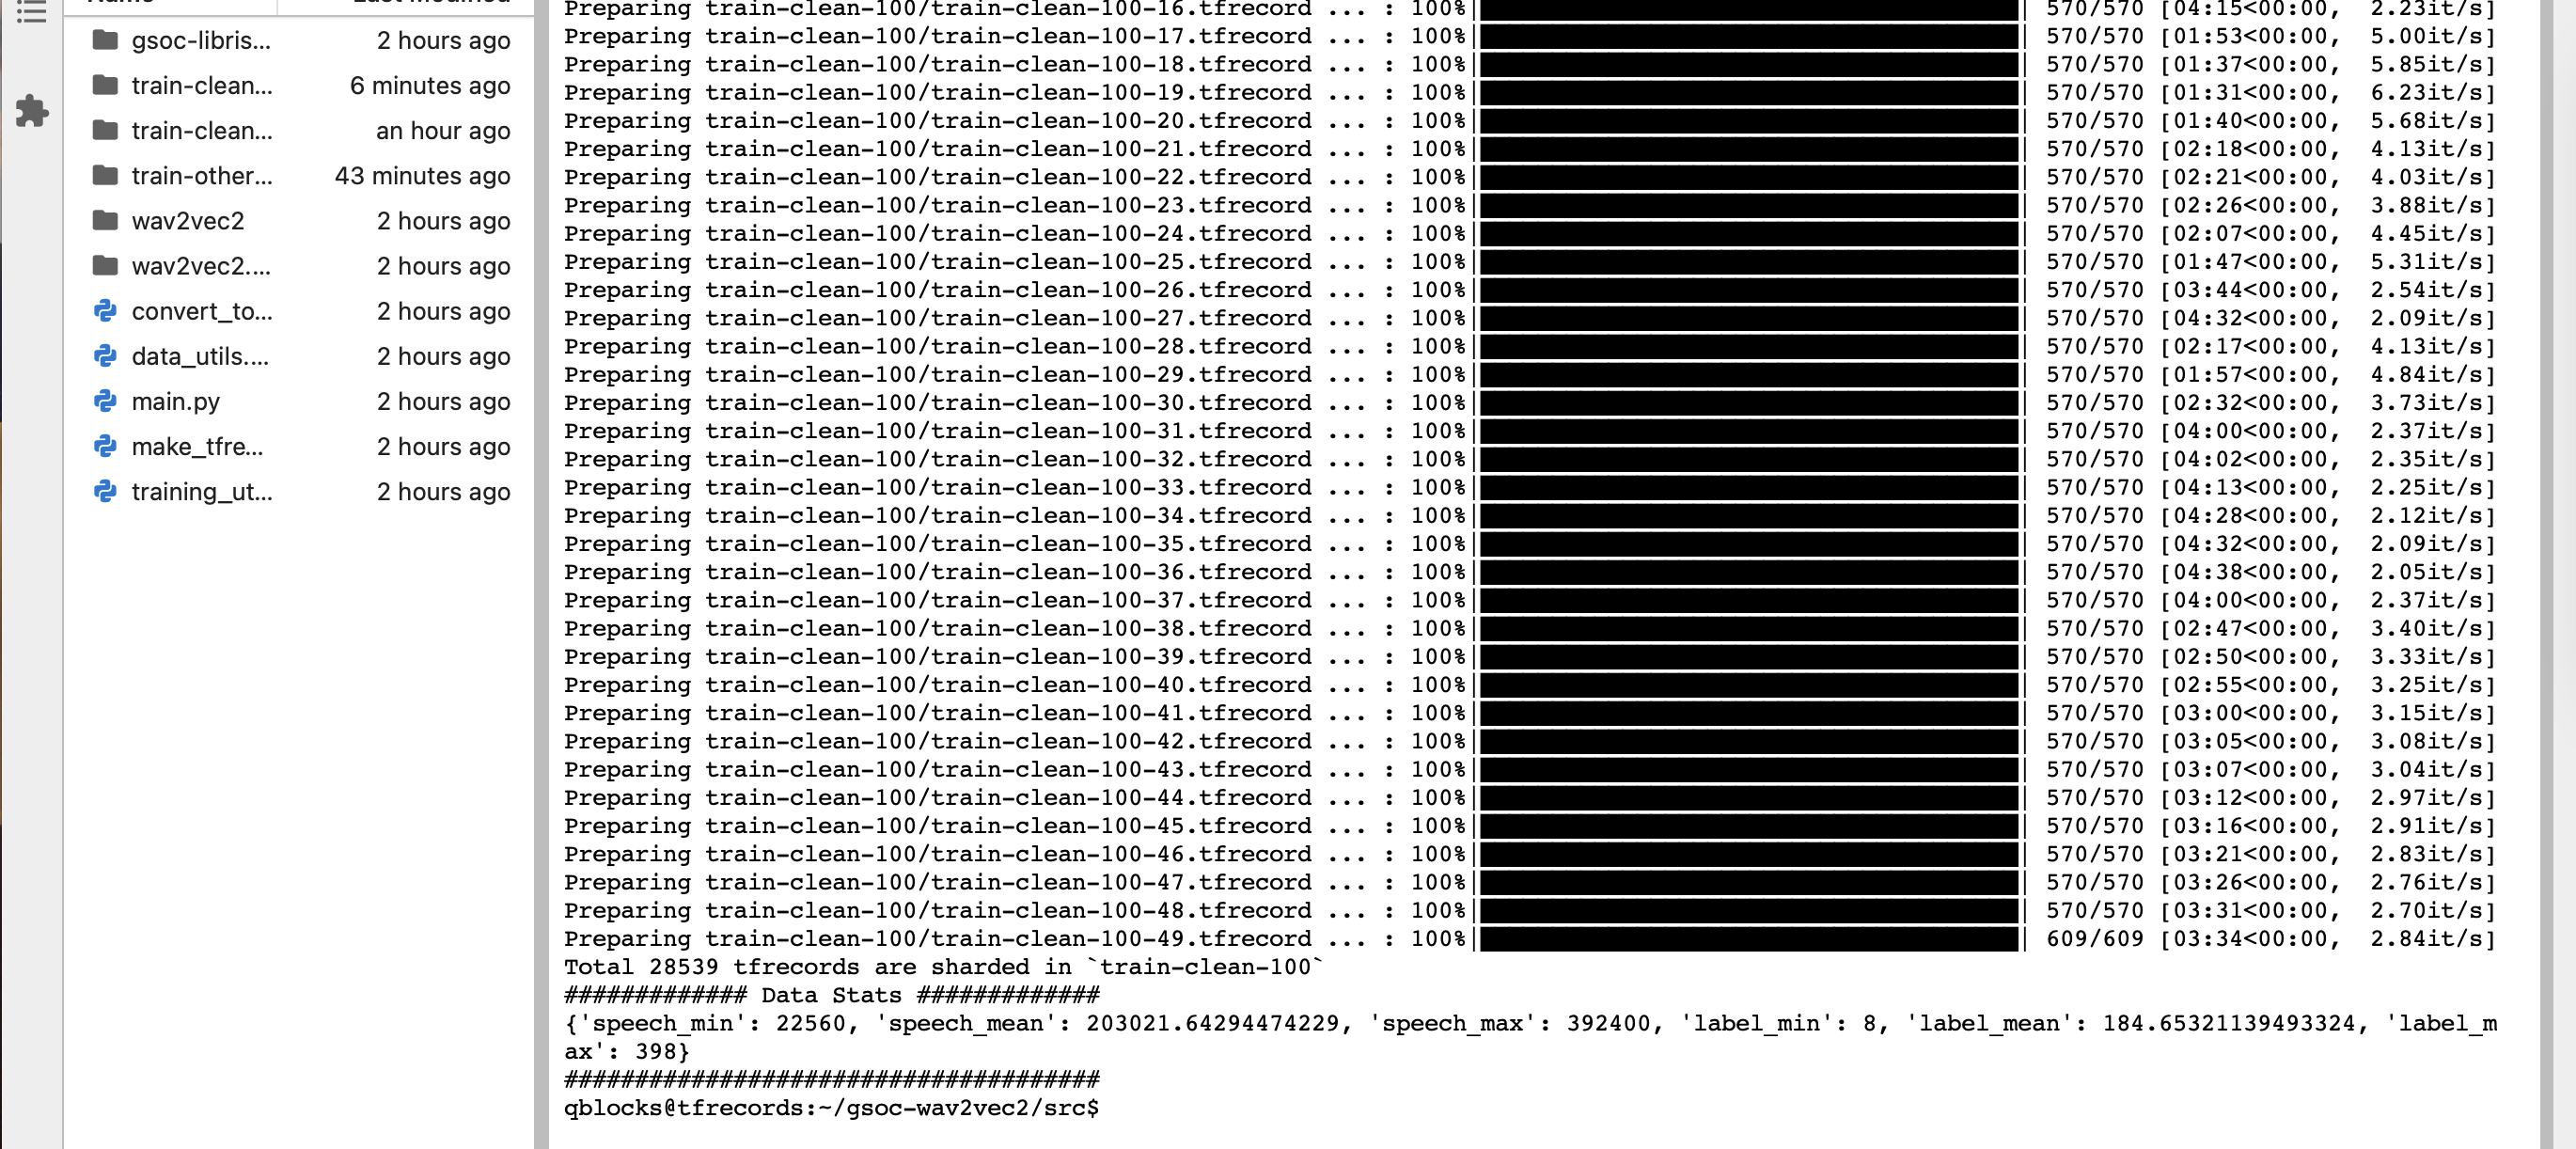 Name Last Modified
gsoc-libris... 2 hours ago
train-clean... 6 minutes ago
train-clean... an hour ago
train-other... 43 minutes ago
wav2vec2 2 hours ago
wav2vec2.... 2 hours ago
convert_to... 2 hours ago
data_utils.... 2 hours ago
main.py 2 hours ago
make_tfre... 2 hours ago
training_ut... 2 hours ago
Preparing train-clean-100/train-clean-100-16.tfrecord ... : 100%| | 570/570 [04:15<00:00, 2.23it/s]
Preparing train-clean-100/train-clean-100-17.tfrecord ... : 100%| | 570/570 [01:53<00:00, 5.00it/s]
Preparing train-clean-100/train-clean-100-18.tfrecord ... : 100%| | 570/570 [01:37<00:00, 5.85it/s]
Preparing train-clean-100/train-clean-100-19.tfrecord ... : 100%| | 570/570 [01:31<00:00, 6.23it/s]
Preparing train-clean-100/train-clean-100-20.tfrecord ... : 100%| | 570/570 [01:40<00:00, 5.68it/s]
Preparing train-clean-100/train-clean-100-21.tfrecord ... : 100%| | 570/570 [02:18<00:00, 4.13it/s]
Preparing train-clean-100/train-clean-100-22.tfrecord ... : 100%| | 570/570 [02:21<00:00, 4.03it/s]
Preparing train-clean-100/train-clean-100-23.tfrecord ... : 100%| | 570/570 [02:26<00:00, 3.88it/s]
Preparing train-clean-100/train-clean-100-24.tfrecord ... : 100%| | 570/570 [02:07<00:00, 4.45it/s]
Preparing train-clean-100/train-clean-100-25.tfrecord ... : 100%| | 570/570 [01:47<00:00, 5.31it/s]
Preparing train-clean-100/train-clean-100-26.tfrecord ... : 100%| | 570/570 [03:44<00:00, 2.54it/s]
Preparing train-clean-100/train-clean-100-27.tfrecord ... : 100%| | 570/570 [04:32<00:00, 2.09it/s]
Preparing train-clean-100/train-clean-100-28.tfrecord ... : 100%| | 570/570 [02:17<00:00, 4.13it/s]
Preparing train-clean-100/train-clean-100-29.tfrecord ... : 100%| | 570/570 [01:57<00:00, 4.84it/s]
Preparing train-clean-100/train-clean-100-30.tfrecord ... : 100%| | 570/570 [02:32<00:00, 3.73it/s]
Preparing train-clean-100/train-clean-100-31.tfrecord ... : 100%| | 570/570 [04:00<00:00, 2.37it/s]
Preparing train-clean-100/train-clean-100-32.tfrecord ... : 100%| | 570/570 [04:02<00:00, 2.35it/s]
Preparing train-clean-100/train-clean-100-33.tfrecord ... : 100%| | 570/570 [04:13<00:00, 2.25it/s]
Preparing train-clean-100/train-clean-100-34.tfrecord ... : 100%| | 570/570 [04:28<00:00, 2.12it/s]
Preparing train-clean-100/train-clean-100-35.tfrecord ... : 100%| | 570/570 [04:32<00:00, 2.09it/s]
Preparing train-clean-100/train-clean-100-36.tfrecord ... : 100%| | 570/570 [04:38<00:00, 2.05it/s]
Preparing train-clean-100/train-clean-100-37.tfrecord ... : 100%| | 570/570 [04:00<00:00, 2.37it/s]
Preparing train-clean-100/train-clean-100-38.tfrecord ... : 100%| | 570/570 [02:47<00:00, 3.40it/s]
Preparing train-clean-100/train-clean-100-39.tfrecord ... : 100%| | 570/570 [02:50<00:00, 3.33it/s]
Preparing train-clean-100/train-clean-100-40.tfrecord ... : 100%| | 570/570 [02:55<00:00, 3.25it/s]
Preparing train-clean-100/train-clean-100-41.tfrecord ... : 100%| | 570/570 [03:00<00:00, 3.15it/s]
Preparing train-clean-100/train-clean-100-42.tfrecord ... : 100%| | 570/570 [03:05<00:00, 3.08it/s]
Preparing train-clean-100/train-clean-100-43.tfrecord ... : 100%| | 570/570 [03:07<00:00, 3.04it/s]
Preparing train-clean-100/train-clean-100-44.tfrecord ... : 100%| | 570/570 [03:12<00:00, 2.97it/s]
Preparing train-clean-100/train-clean-100-45.tfrecord ... : 100%| | 570/570 [03:16<00:00, 2.91it/s]
Preparing train-clean-100/train-clean-100-46.tfrecord ... : 100%| | 570/570 [03:21<00:00, 2.83it/s]
Preparing train-clean-100/train-clean-100-47.tfrecord ... : 100%| | 570/570 [03:26<00:00, 2.76it/s]
Preparing train-clean-100/train-clean-100-48.tfrecord ... : 100%| | 570/570 [03:31<00:00, 2.70it/s]
Preparing train-clean-100/train-clean-100-49.tfrecord ... : 100%| | 609/609 [03:34<00:00, 2.84it/s]
Total 28539 tfrecords are sharded in `train-clean-100`
############# Data Stats #############
{'speech_min': 22560, 'speech_mean': 203021.64294474229, 'speech_max': 392400, 'label_min': 8, 'label_mean': 184.65321139493324, 'label_m
ax': 398}
######################################
qblocks@tfrecords:~/gsoc-wav2vec2/src$